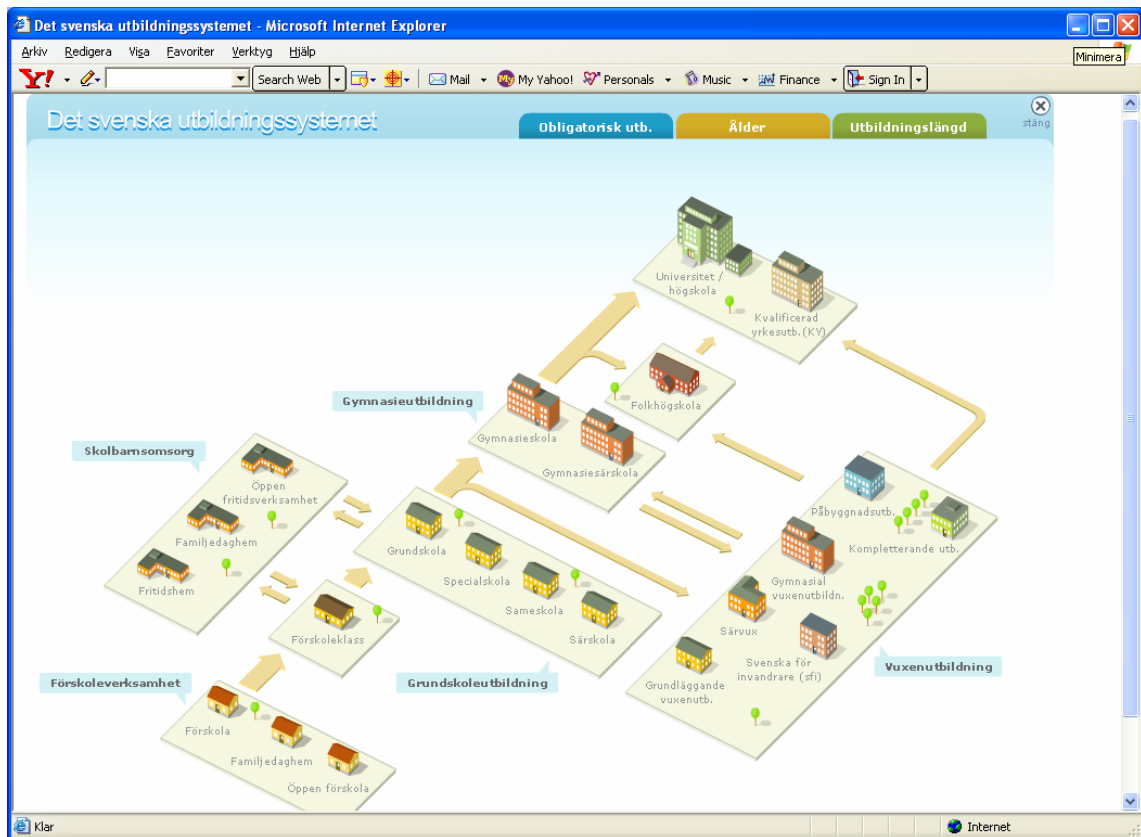 Det svenska utbildningssystemet - Microsoft Internet Explorer
Arkiv Redigera Visa Favoriter Verktyg Hjälp
Minimera
Y! Search Web Mail My Yahoo! Personals Music Finance Sign In
Det svenska utbildningssystemet
Obligatorisk utb. Ålder Utbildningslängd
stäng
Universitet /
högskola
Kvalificerad
yrkesutb.(KY)
Folkhögskola
Gymnasieutbildning
Gymnasieskola
Gymnasiesärskola
Skolbarnsomsorg
Öppen
fritidsverksamhet
Familjedaghem
Fritidshem
Grundskola
Specialskola
Sameskola
Särskola
Grundskoleutbildning
Påbyggnadsutb.
Kompletterande utb.
Gymnasial
vuxenutbildn.
Särvux
Svenska för
invandrare (sfi)
Grundläggande
vuxenutb.
Vuxenutbildning
Förskoleklass
Förskoleverksamhet
Förskola
Familjedaghem
Öppen förskola
Klar
Internet